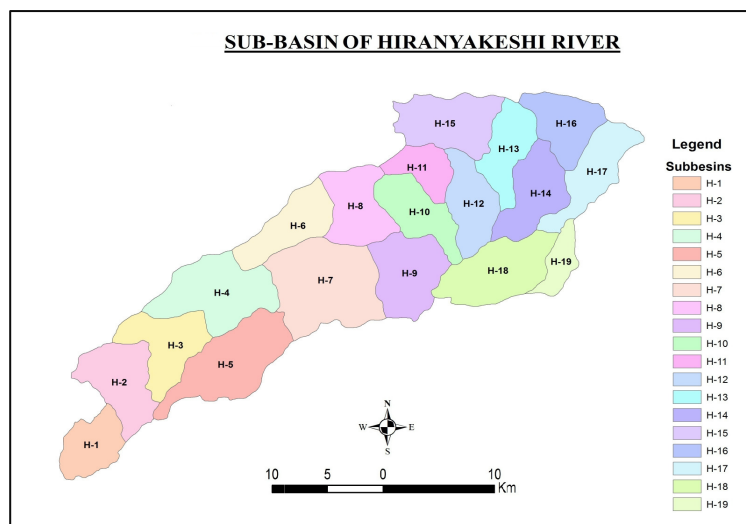 SUB-BASIN OF HIRANYAKESHI RIVER
H-15
H-16
H-13
H-11
H-17
H-14
H-8
H-12
H-10
H-6
H-19
H-18
H-9
H-7
H-4
H-3
H-5
H-2
H-1
N
W E
S
10 5 0 10
Km
Legend
Subbesins
H-1
H-2
H-3
H-4
H-5
H-6
H-7
H-8
H-9
H-10
H-11
H-12
H-13
H-14
H-15
H-16
H-17
H-18
H-19